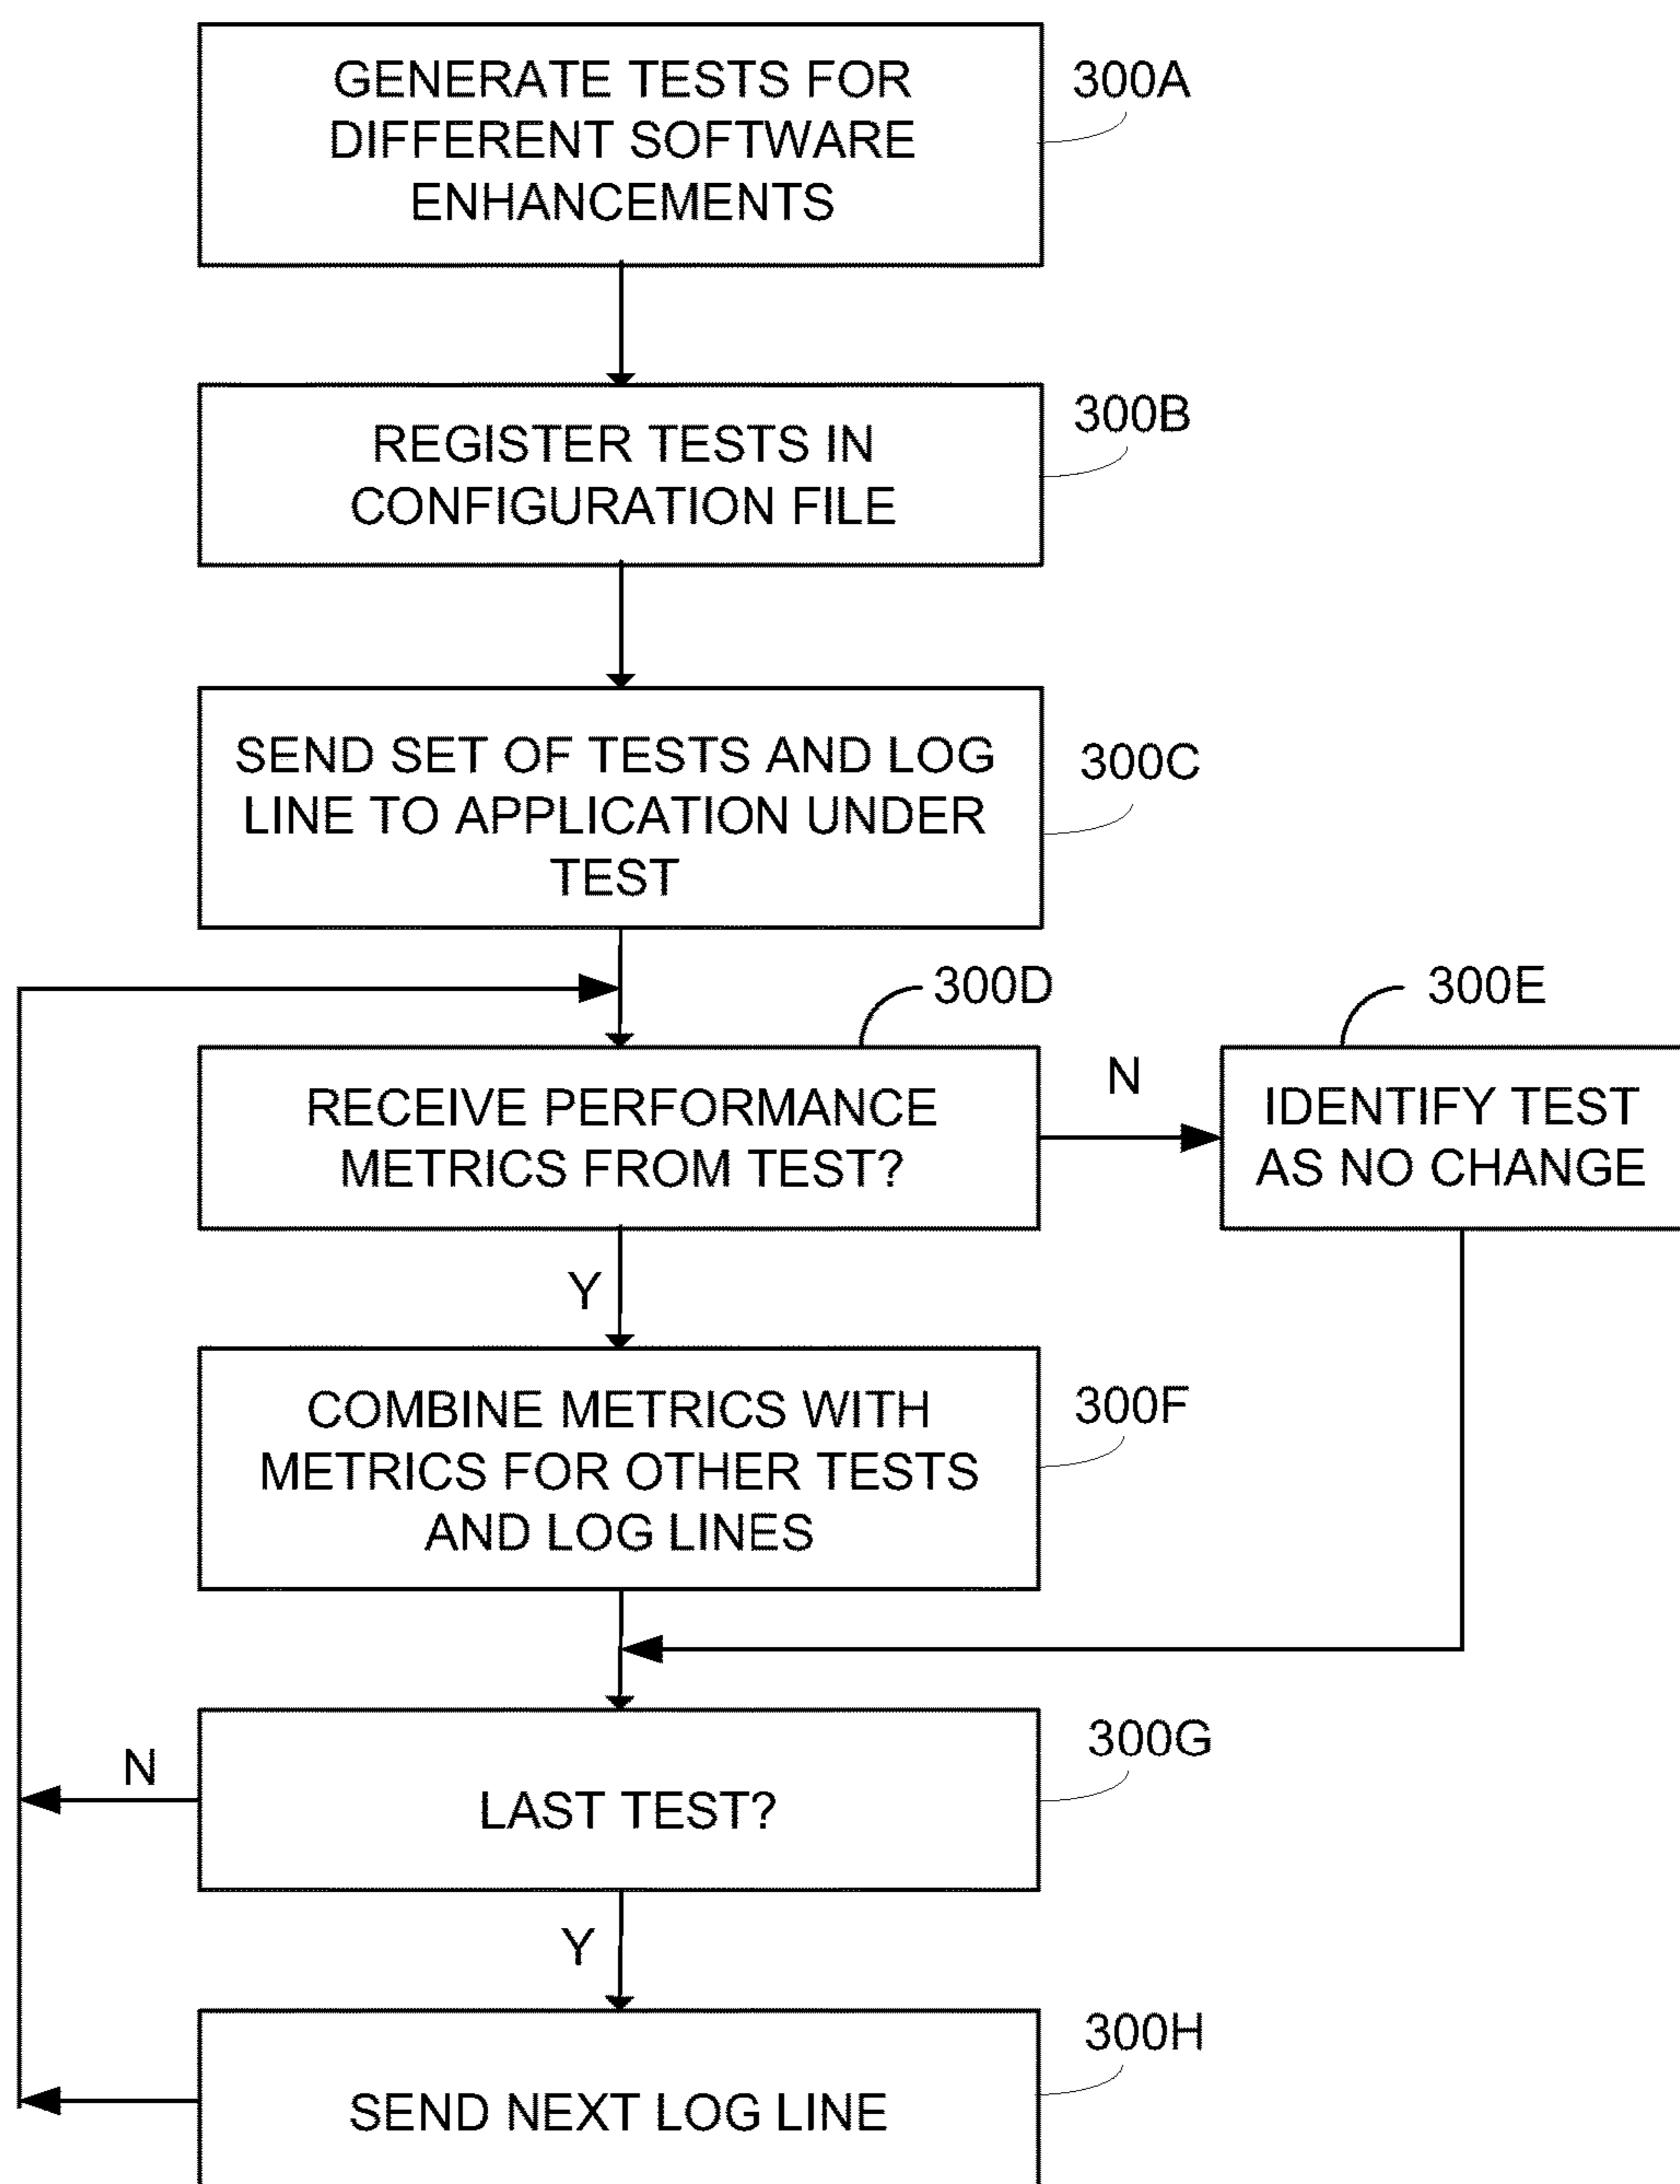 GENERATE TESTS FOR
DIFFERENT SOFTWARE
ENHANCEMENTS
300A
REGISTER TESTS IN
CONFIGURATION FILE
300B
SEND SET OF TESTS AND LOG
LINE TO APPLICATION UNDER
TEST
300C
300D
300E
RECEIVE PERFORMANCE
METRICS FROM TEST?
N
IDENTIFY TEST
AS NO CHANGE
Y
COMBINE METRICS WITH
METRICS FOR OTHER TESTS
AND LOG LINES
300F
N
LAST TEST?
300G
Y
SEND NEXT LOG LINE
300H